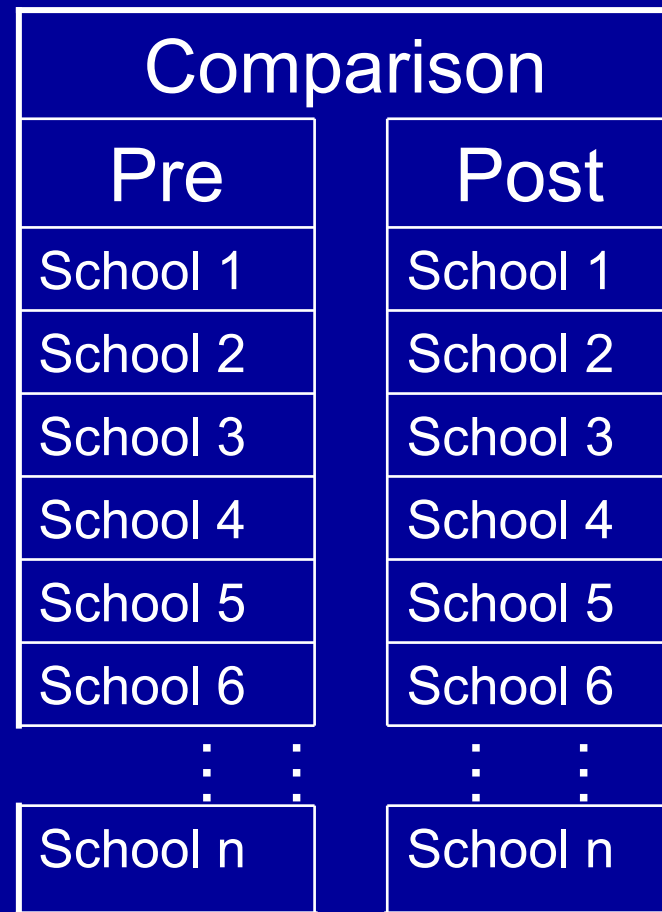 Comparison
Pre Post
School 1 School 1
School 2 School 2
School 3 School 3
School 4 School 4
School 5 School 5
School 6 School 6
⋮ ⋮ ⋮ ⋮
School n School n